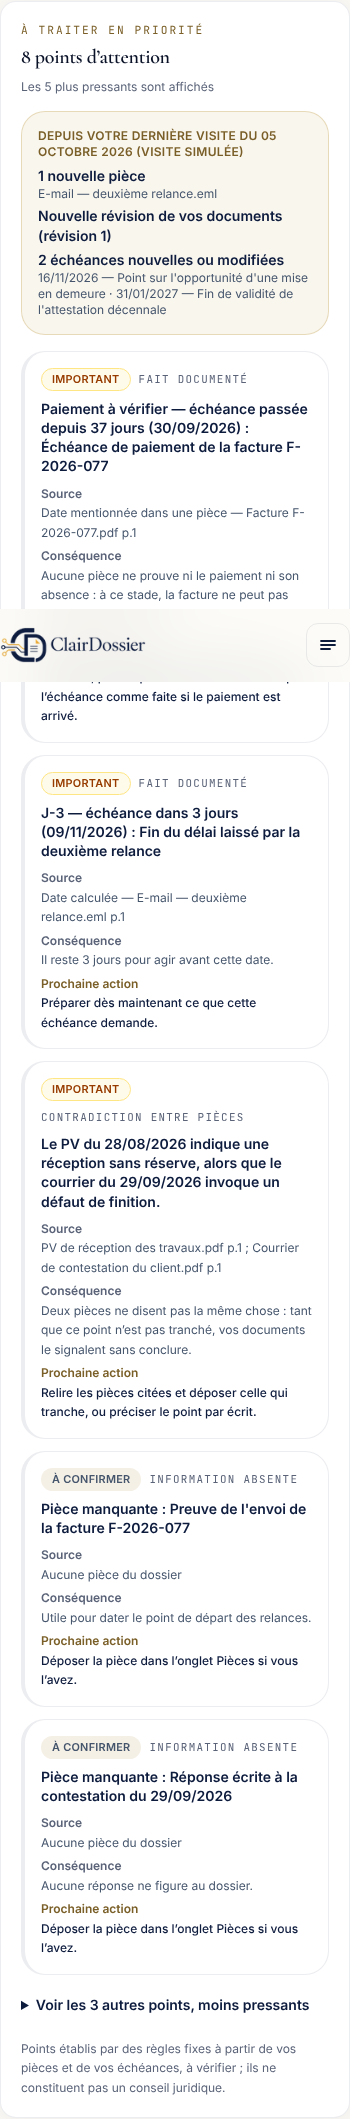 À TRAITER EN PRIORITÉ
8 points d’attention
Les 5 plus pressants sont affichés
DEPUIS VOTRE DERNIÈRE VISITE DU 05
OCTOBRE 2026 (VISITE SIMULÉE)
1 nouvelle pièce
E-mail — deuxième relance.eml
Nouvelle révision de vos documents
(révision 1)
2 échéances nouvelles ou modifiées
16/11/2026 — Point sur l'opportunité d'une mise
en demeure · 31/01/2027 — Fin de validité de
l'attestation décennale
IMPORTANT FAIT DOCUMENTÉ
Paiement à vérifier — échéance passée
depuis 37 jours (30/09/2026) :
Échéance de paiement de la facture F-
2026-077
Source
Date mentionnée dans une pièce — Facture F-
2026-077.pdf p.1
Conséquence
Aucune pièce ne prouve ni le paiement ni son
absence : à ce stade, la facture ne peut pas
ClairDossier
l’échéance comme faite si le paiement est
arrivé.
IMPORTANT FAIT DOCUMENTÉ
J-3 — échéance dans 3 jours
(09/11/2026) : Fin du délai laissé par la
deuxième relance
Source
Date calculée — E-mail — deuxième
relance.eml p.1
Conséquence
Il reste 3 jours pour agir avant cette date.
Prochaine action
Préparer dès maintenant ce que cette
échéance demande.
IMPORTANT
CONTRADICTION ENTRE PIÈCES
Le PV du 28/08/2026 indique une
réception sans réserve, alors que le
courrier du 29/09/2026 invoque un
défaut de finition.
Source
PV de réception des travaux.pdf p.1 ; Courrier
de contestation du client.pdf p.1
Conséquence
Deux pièces ne disent pas la même chose : tant
que ce point n’est pas tranché, vos documents
le signalent sans conclure.
Prochaine action
Relire les pièces citées et déposer celle qui
tranche, ou préciser le point par écrit.
À CONFIRMER INFORMATION ABSENTE
Pièce manquante : Preuve de l'envoi de
la facture F-2026-077
Source
Aucune pièce du dossier
Conséquence
Utile pour dater le point de départ des relances.
Prochaine action
Déposer la pièce dans l’onglet Pièces si vous
l’avez.
À CONFIRMER INFORMATION ABSENTE
Pièce manquante : Réponse écrite à la
contestation du 29/09/2026
Source
Aucune pièce du dossier
Conséquence
Aucune réponse ne figure au dossier.
Prochaine action
Déposer la pièce dans l’onglet Pièces si vous
l’avez.
Voir les 3 autres points, moins pressants
Points établis par des règles fixes à partir de vos
pièces et de vos échéances, à vérifier ; ils ne
constituent pas un conseil juridique.